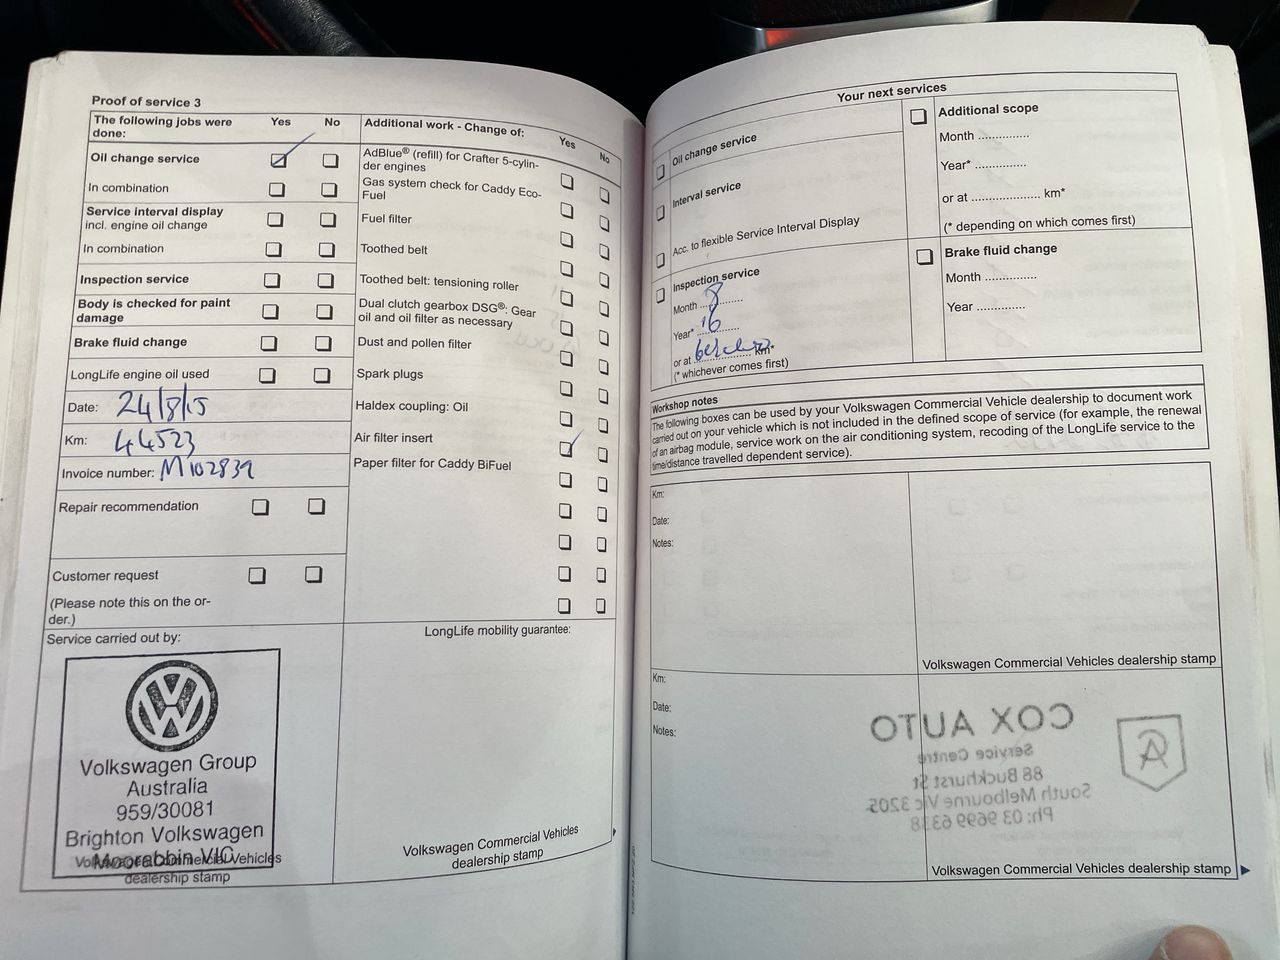 Proof of service 3
The following jobs were done: Yes No
Oil change service
In combination
Service interval display
incl. engine oil change
In combination
Inspection service
Body is checked for paint
damage
Brake fluid change
LongLife engine oil used
Date: 24/8/15
Km: 44523
Invoice number: M102839
Repair recommendation
Customer request
(Please note this on the or-
der.)
Service carried out by:
Volkswagen Group
Australia
959/30081
Brighton Volkswagen
Moorabbin VIC
Volkswagen Commercial Vehicles
dealership stamp
Additional work - Change of: Yes No
AdBlue® (refill) for Crafter 5-cylin-
der engines
Gas system check for Caddy Eco-
Fuel
Fuel filter
Toothed belt
Toothed belt: tensioning roller
Dual clutch gearbox DSG®: Gear
oil and oil filter as necessary
Dust and pollen filter
Spark plugs
Haldex coupling: Oil
Air filter insert
Paper filter for Caddy BiFuel
LongLife mobility guarantee:
Volkswagen Commercial Vehicles
dealership stamp
Your next services
Oil change service
Interval service
Acc. to flexible Service Interval Display
Inspection service
Month 8
Year* 16
or at km*
(* whichever comes first)
Additional scope
Month ..............
Year* ..............
or at .................... km*
(* depending on which comes first)
Brake fluid change
Month ..............
Year ..............
Workshop notes
The following boxes can be used by your Volkswagen Commercial Vehicle dealership to document work
carried out on your vehicle which is not included in the defined scope of service (for example, the renewal
of an airbag module, service work on the air conditioning system, recoding of the LongLife service to the
time/distance travelled dependent service).
Km:
Date:
Notes:
Volkswagen Commercial Vehicles dealership stamp
Km:
Date:
Notes:
COX AUTO
Service Centre
88 Buckhurst St
South Melbourne Vic 3205
Ph: 03 9699 6338
Volkswagen Commercial Vehicles dealership stamp